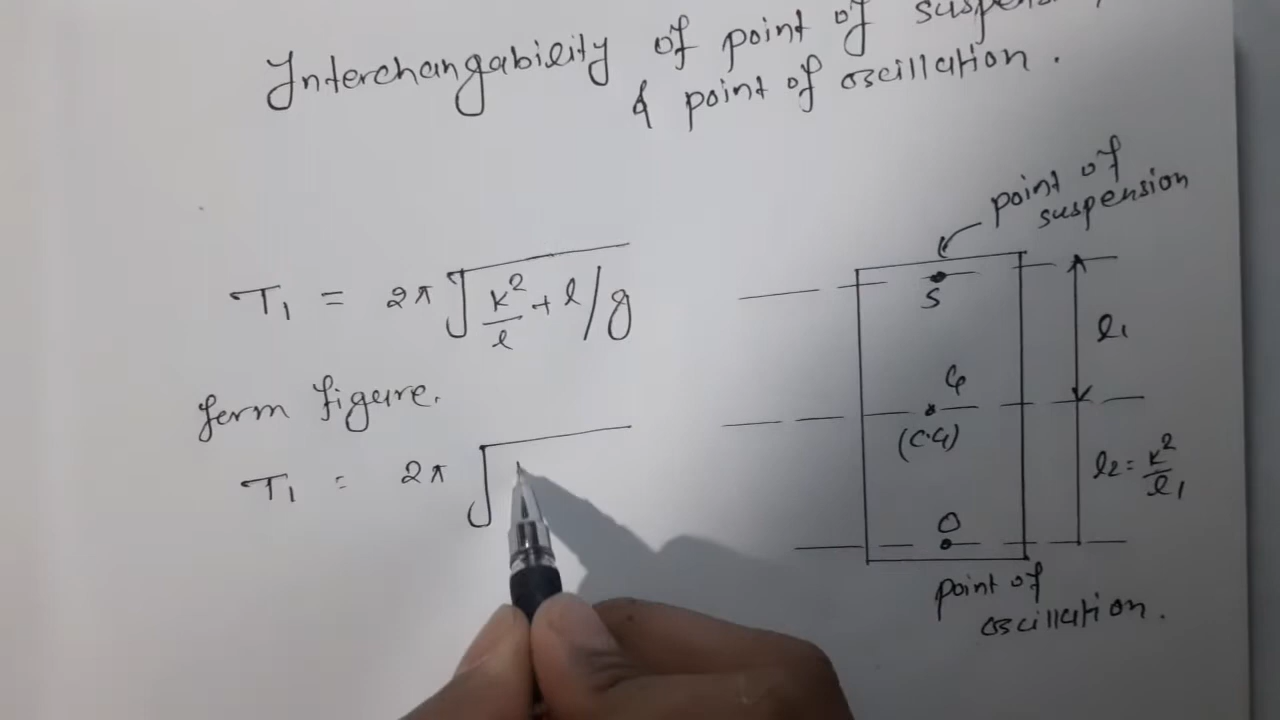 Interchangability of point of
& point of oscillation.
point of
suspension
T₁ = 2π √(k²/l + l/g)
S
l₁
form figure.
G
(C.G)
T₁ = 2π √
l₂ = k²/l₁
O
point of
oscillation.